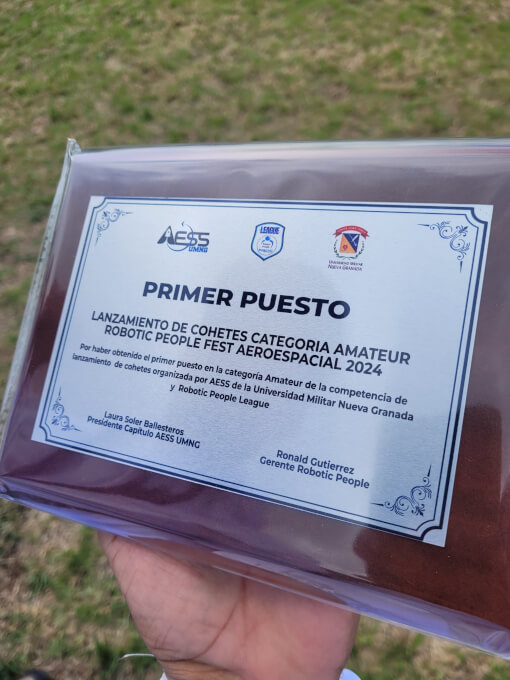 AESS
UMNG
LEAGUE
UNIVERSIDAD MILITAR
NUEVA GRANADA
PRIMER PUESTO
LANZAMIENTO DE COHETES CATEGORIA AMATEUR
ROBOTIC PEOPLE FEST AEROESPACIAL 2024
Por haber obtenido el primer puesto en la categoría Amateur de la competencia de
lanzamiento de cohetes organizada por AESS de la Universidad Militar Nueva Granada
y Robotic People League
Laura Soler Ballesteros
Presidente Capitulo AESS UMNG
Ronald Gutierrez
Gerente Robotic People